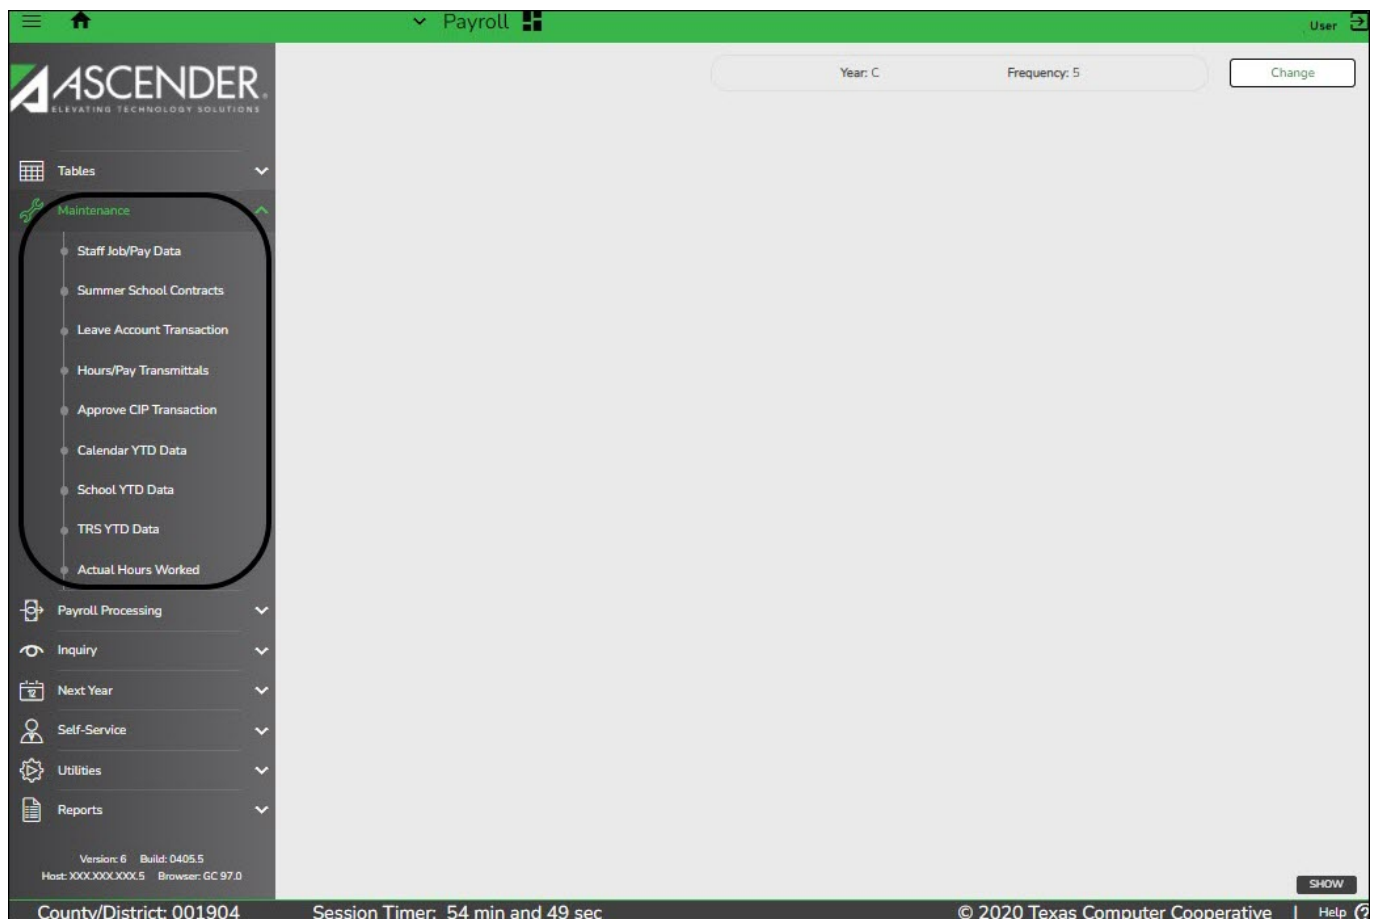 Payroll
User
ASCENDER.
ELEVATING TECHNOLOGY SOLUTIONS
Year: C
Frequency: 5
Change
Tables
Maintenance
Staff Job/Pay Data
Summer School Contracts
Leave Account Transaction
Hours/Pay Transmittals
Approve CIP Transaction
Calendar YTD Data
School YTD Data
TRS YTD Data
Actual Hours Worked
Payroll Processing
Inquiry
12
Next Year
Self-Service
Utilities
Reports
Version: 6 Build: 0405.5
Host: XXX.XXX.XXX.5 Browser: GC 97.0
SHOW
County/District: 001904 Session Timer: 54 min and 49 sec © 2020 Texas Computer Cooperative | Help ?